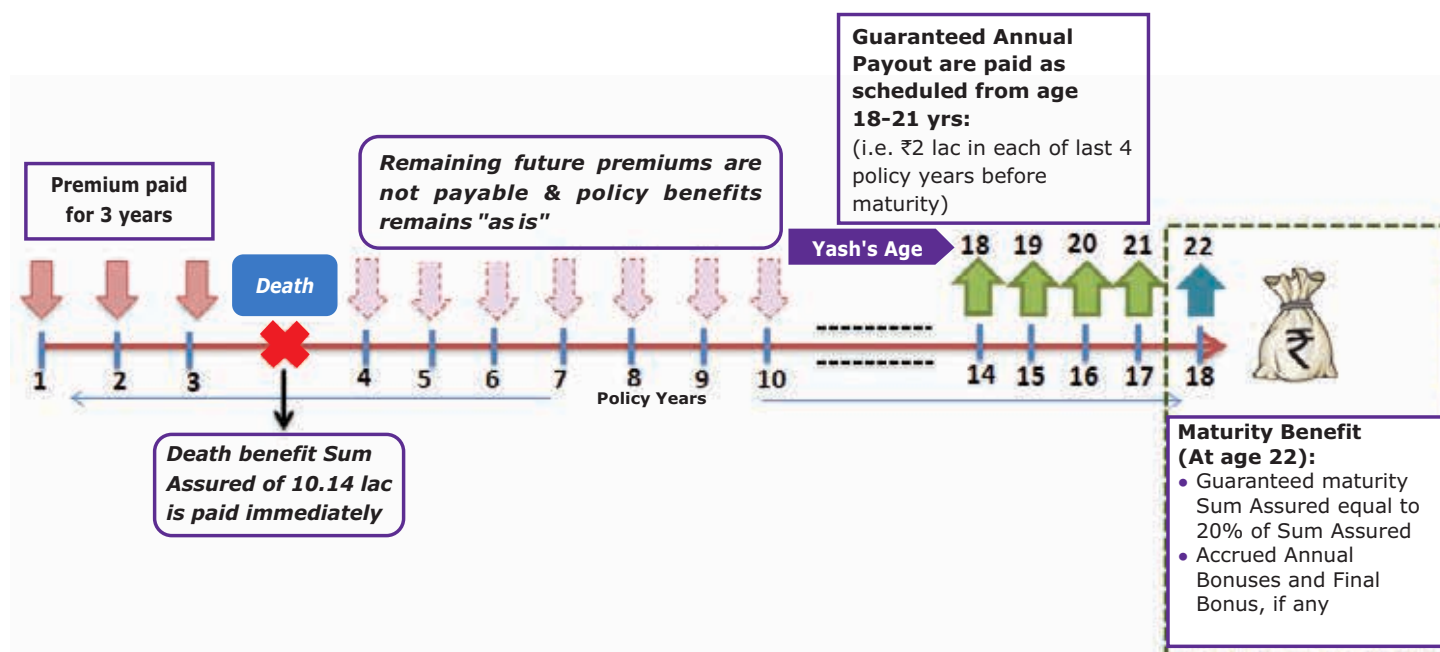 Guaranteed Annual
Payout are paid as
scheduled from age
18-21 yrs:
(i.e. ₹2 lac in each of last 4
policy years before
maturity)
Premium paid
for 3 years
Remaining future premiums are
not payable & policy benefits
remains "as is"
Yash's Age
18 19 20 21 22
Death
₹
1 2 3 4 5 6 7 8 9 10 14 15 16 17 18
Policy Years
Death benefit Sum
Assured of 10.14 lac
is paid immediately
Maturity Benefit
(At age 22):
• Guaranteed maturity
Sum Assured equal to
20% of Sum Assured
• Accrued Annual
Bonuses and Final
Bonus, if any